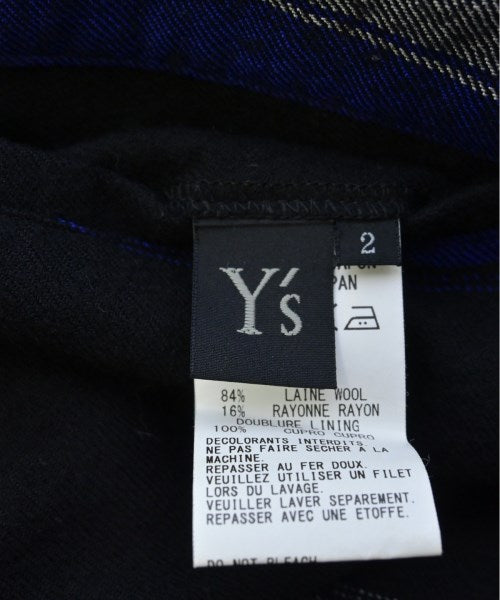 2
Y's
PAN
84% LAINE WOOL
16% RAYONNE RAYON
DOUBLURE LINING
100% CUPRO CUPRO
DECOLORANTS INTERDITS.
NE PAS FAIRE SECHER A LA
MACHINE.
REPASSER AU FER DOUX.
VEUILLEZ UTILISER UN FILET
LORS DU LAVAGE.
VEUILLER LAVER SEPAREMENT.
REPASSER AVEC UNE ETOFFE.
DO NOT BLEACH